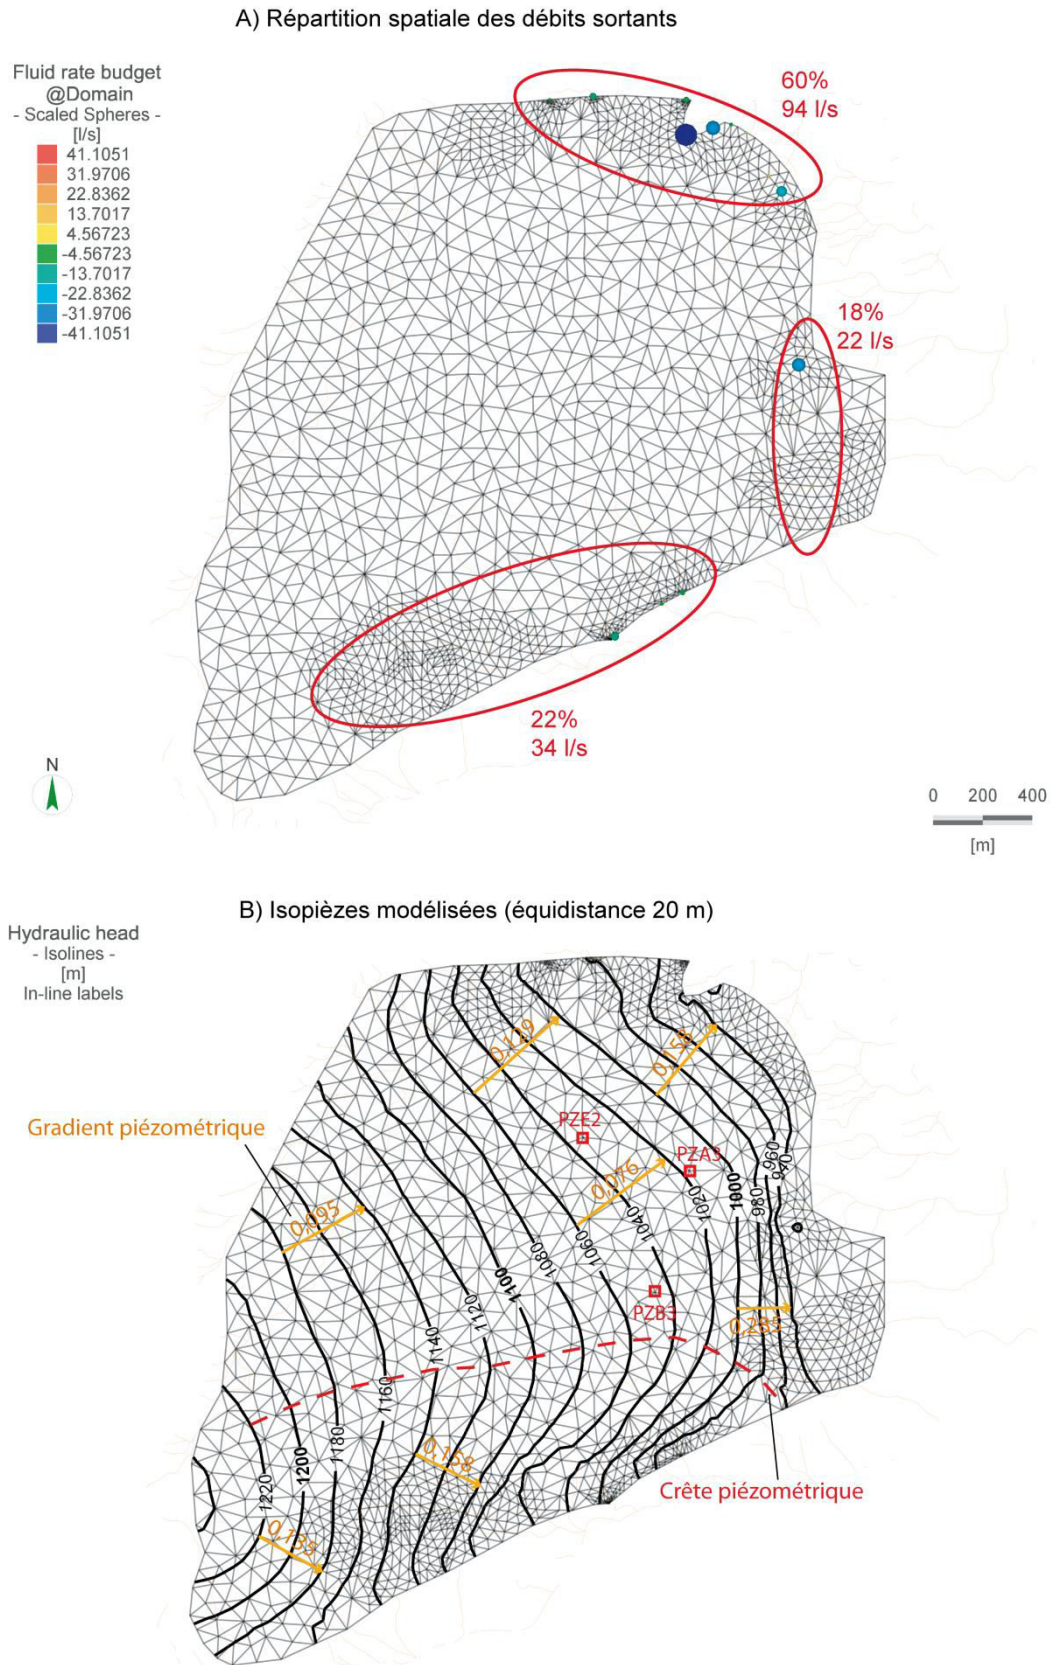 A) Répartition spatiale des débits sortants
Fluid rate budget
@Domain
- Scaled Spheres -
[l/s]
41.1051
31.9706
22.8362
13.7017
4.56723
-4.56723
-13.7017
-22.8362
-31.9706
-41.1051
60%
94 l/s
18%
22 l/s
22%
34 l/s
N
0 200 400
[m]
B) Isopièzes modélisées (équidistance 20 m)
Hydraulic head
- Isolines -
[m]
In-line labels
0,129
0,158
PZE2
PZA3
Gradient piézométrique
0,095
0,076
960
940
1000
980
1020
1040
1060
1080
1100
1120
1140
1160
1180
1200
1220
PZB3
0,285
0,158
0,135
Crête piézométrique